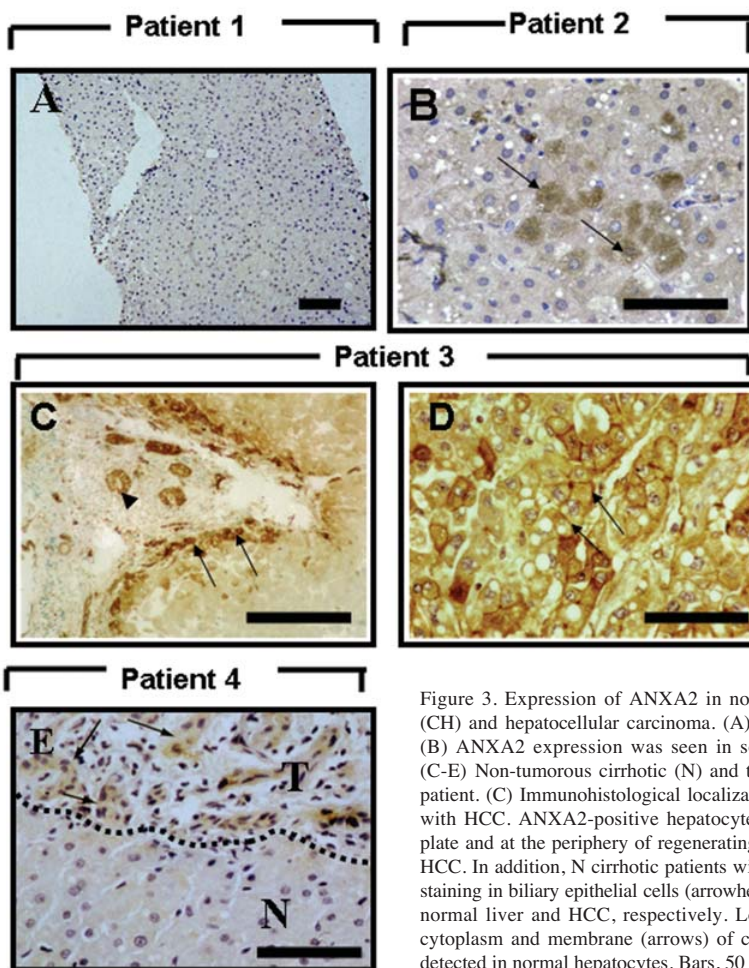 Patient 1
Patient 2
A
B
Patient 3
C
D
Patient 4
E
T
N
Figure 3. Expression of ANXA2 in no
(CH) and hepatocellular carcinoma. (A)
(B) ANXA2 expression was seen in s
(C-E) Non-tumorous cirrhotic (N) and t
patient. (C) Immunohistological localiza
with HCC. ANXA2-positive hepatocyte
plate and at the periphery of regenerating
HCC. In addition, N cirrhotic patients w
staining in biliary epithelial cells (arrowhe
normal liver and HCC, respectively. L
cytoplasm and membrane (arrows) of c
detected in normal hepatocytes. Bars, 50